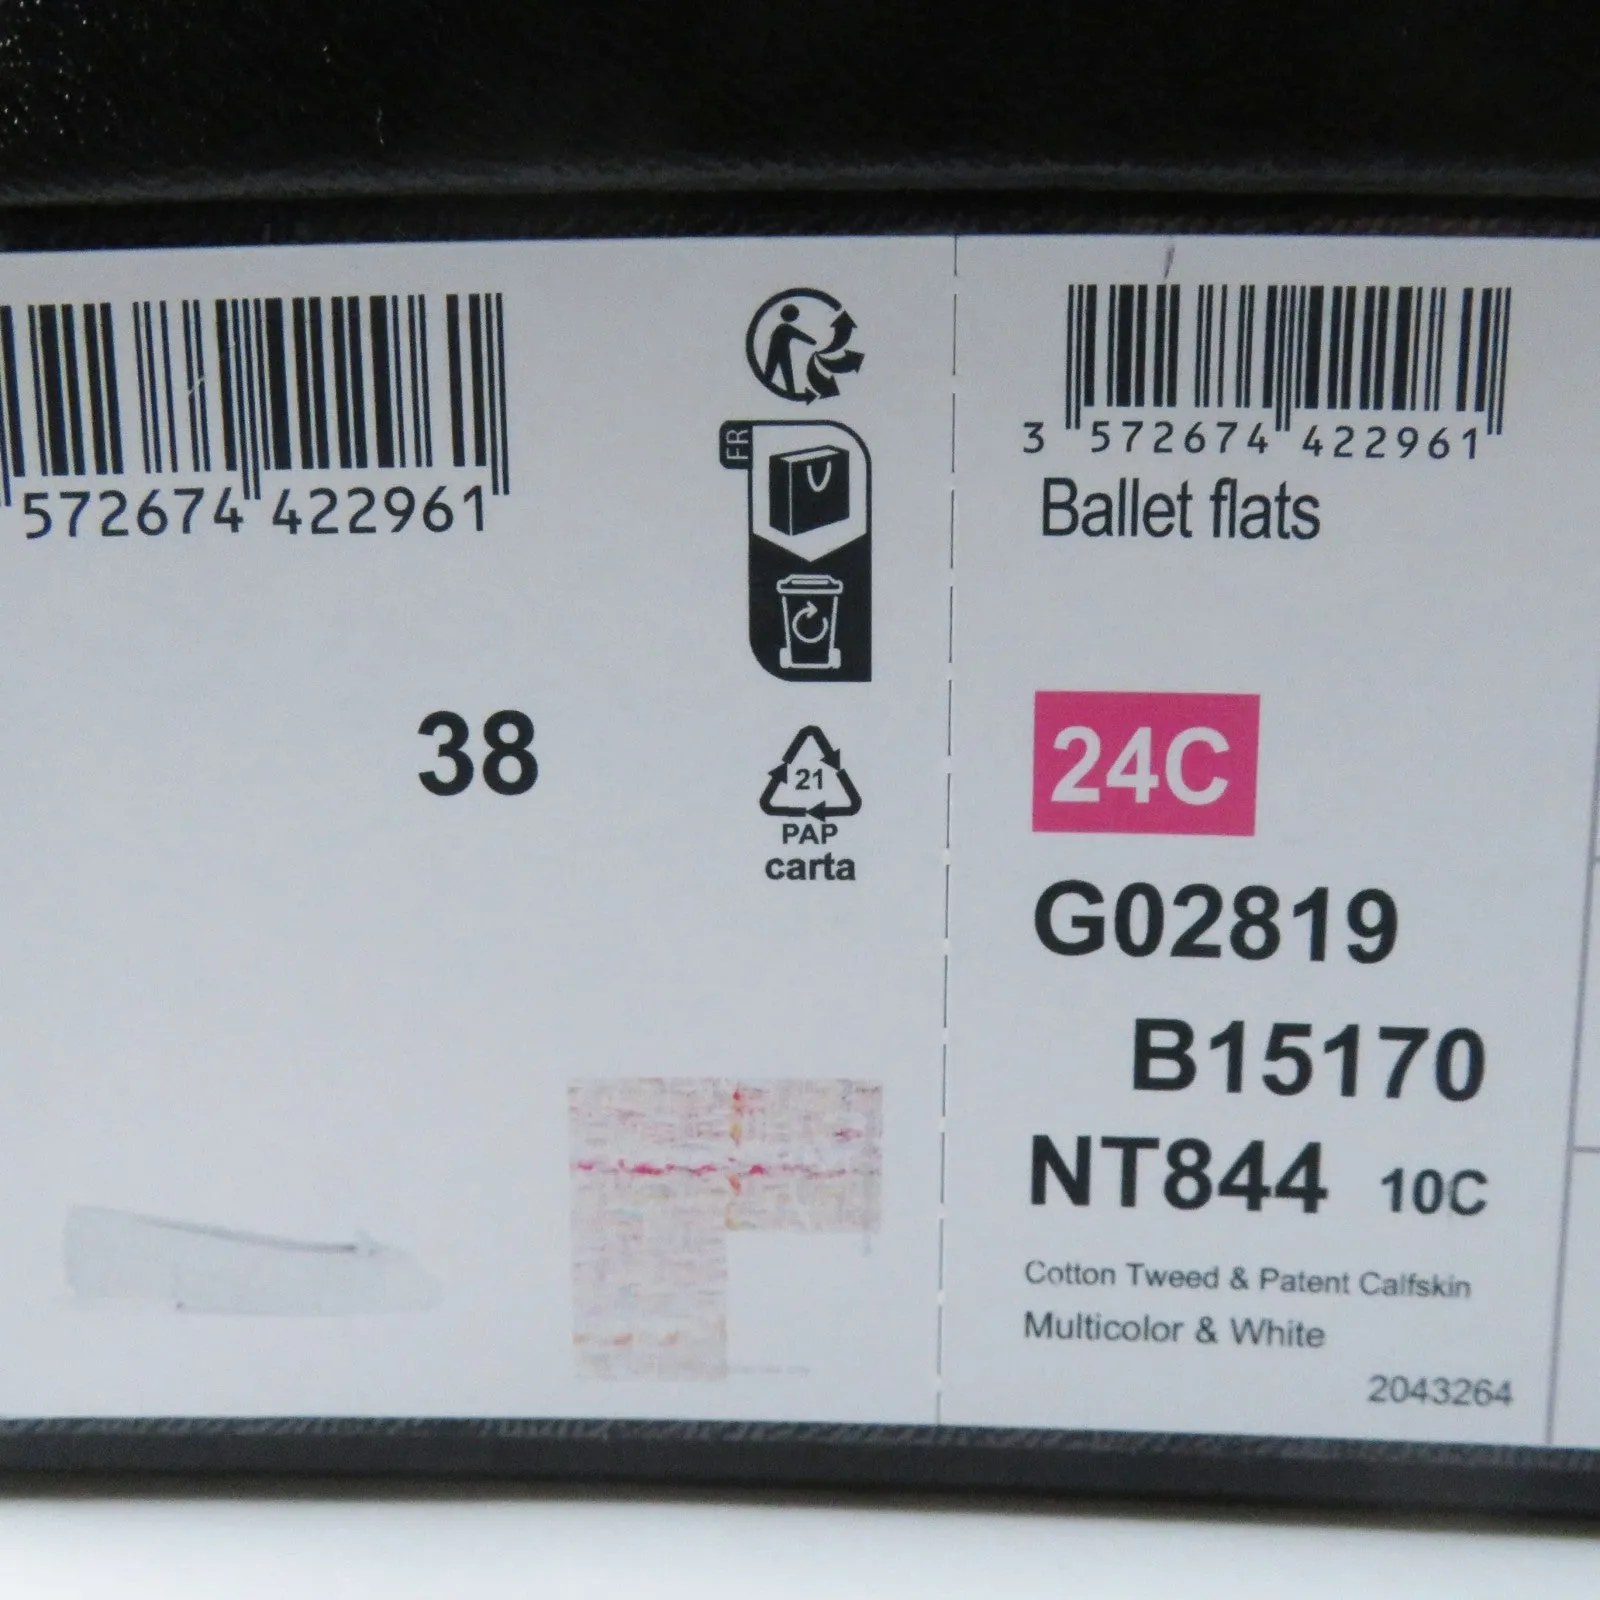 572674 422961
FR
38
21
PAP
carta
3 572674 422961
Ballet flats
24C
G02819
B15170
NT844 10C
Cotton Tweed & Patent Calfskin
Multicolor & White
2043264